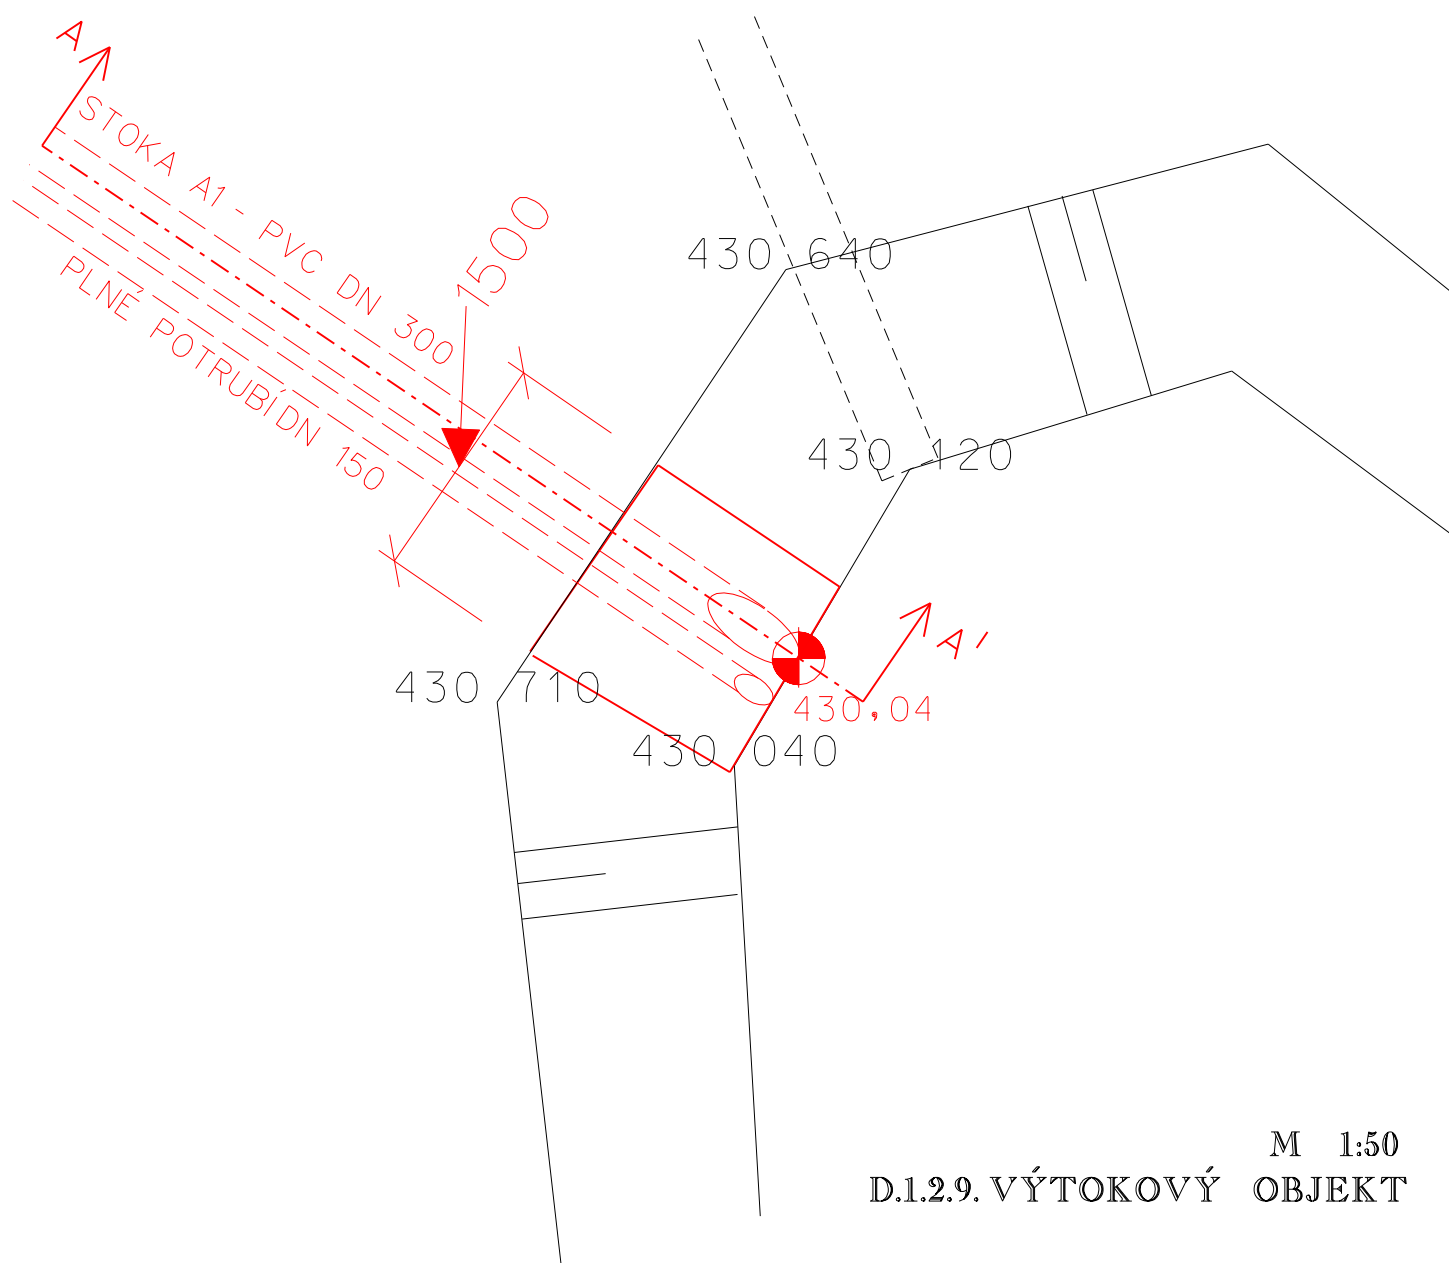 A
STOKA A1 - PVC DN 300
PLNÉ POTRUBÍ DN 150
1500
430 640
430 120
A'
430 710
430,04
430 040
M 1:50
D.1.2.9. VÝTOKOVÝ OBJEKT